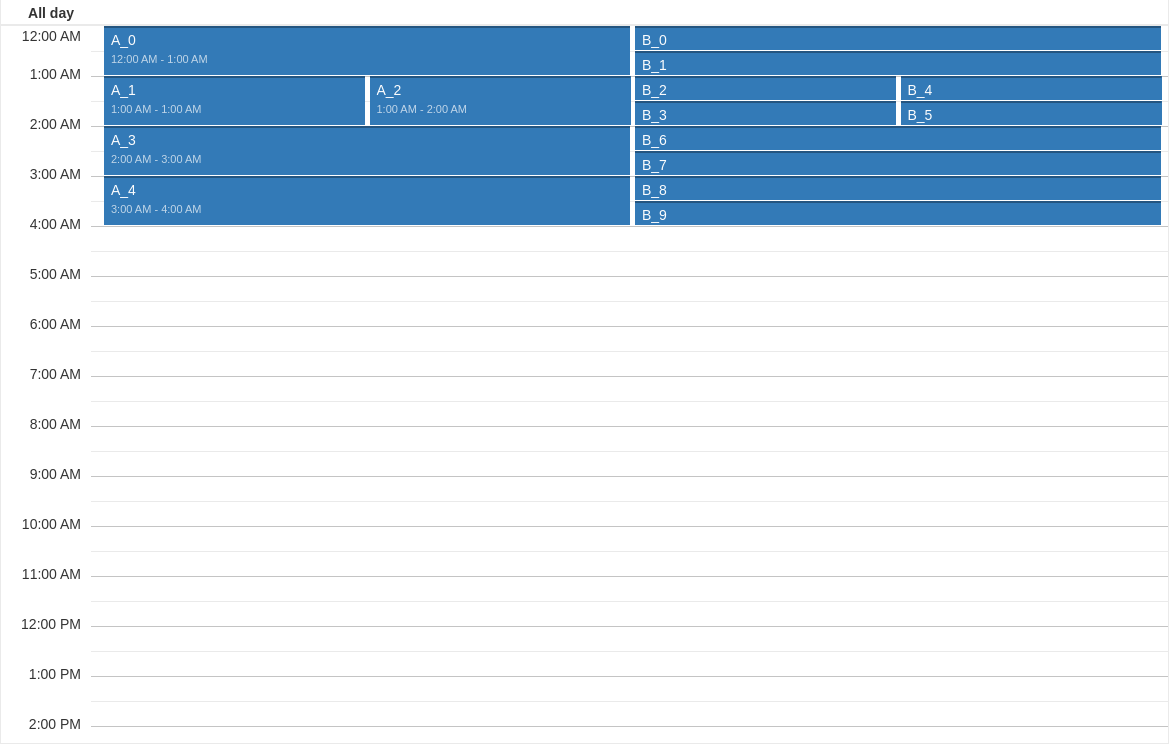 All day
12:00 AM
1:00 AM
2:00 AM
3:00 AM
4:00 AM
5:00 AM
6:00 AM
7:00 AM
8:00 AM
9:00 AM
10:00 AM
11:00 AM
12:00 PM
1:00 PM
2:00 PM
A_0
12:00 AM - 1:00 AM
A_1
1:00 AM - 1:00 AM
A_2
1:00 AM - 2:00 AM
A_3
2:00 AM - 3:00 AM
A_4
3:00 AM - 4:00 AM
B_0
B_1
B_2
B_3
B_4
B_5
B_6
B_7
B_8
B_9